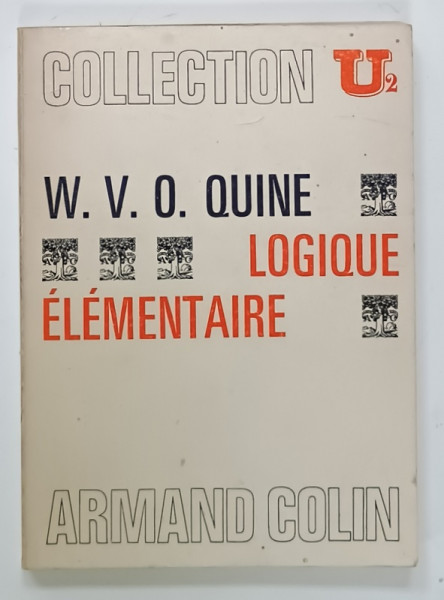 COLLECTION U2
W. V. O. QUINE
LOGIQUE
ÉLÉMENTAIRE
ARMAND COLIN